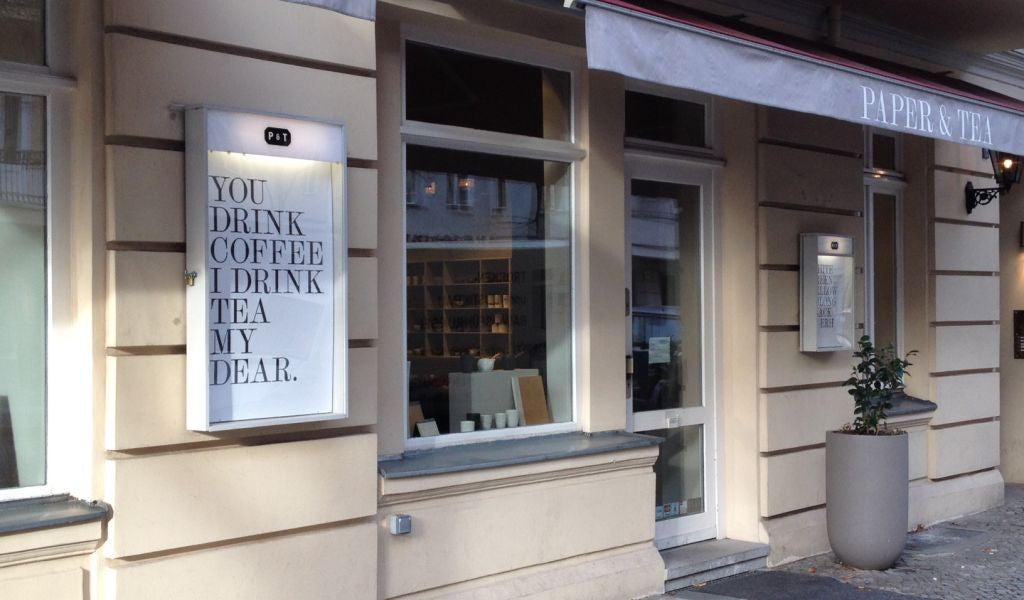 P&T
YOU
DRINK
COFFEE
I DRINK
TEA
MY
DEAR.
PAPER & TEA